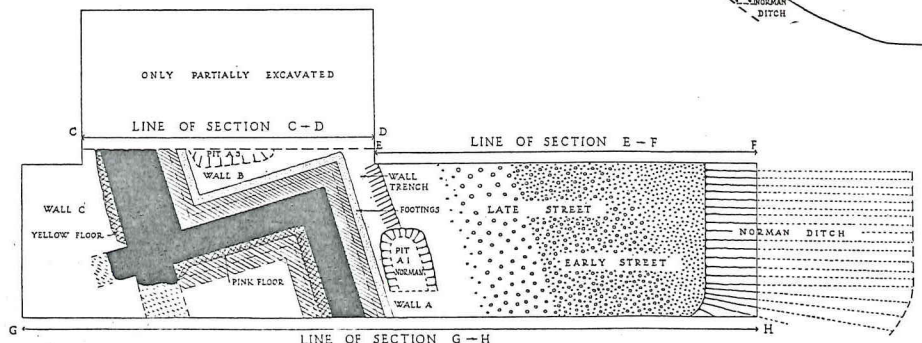 NORMAN
DITCH
ONLY PARTIALLY EXCAVATED
C LINE OF SECTION C-D D
E LINE OF SECTION E-F F
PIT A3
WALL B
WALL
TRENCH
WALL C
FOOTINGS
LATE STREET
YELLOW FLOOR
NORMAN DITCH
PIT
A1
NORMAN
EARLY STREET
PINK FLOOR
WALL A
G LINE OF SECTION G-H H